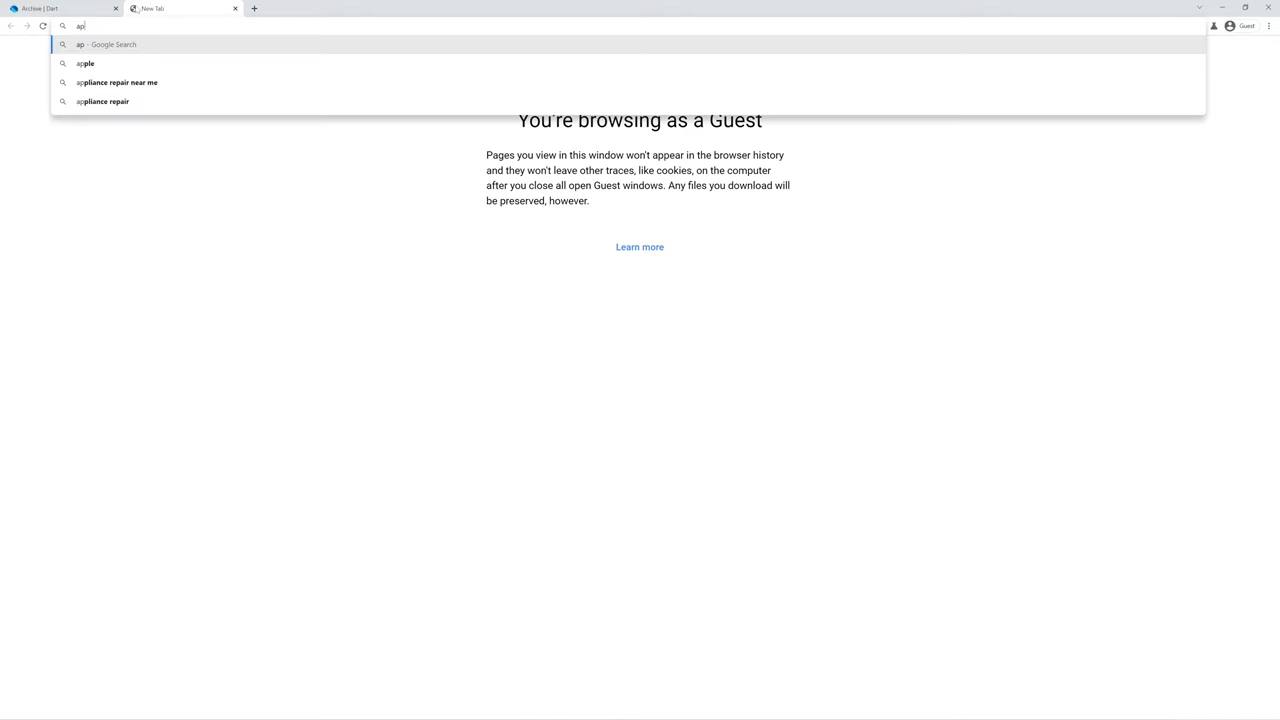 Archive | Dart
New Tab
ap
Guest
ap - Google Search
apple
appliance repair near me
appliance repair
You're browsing as a Guest
Pages you view in this window won't appear in the browser history
and they won't leave other traces, like cookies, on the computer
after you close all open Guest windows. Any files you download will
be preserved, however.
Learn more